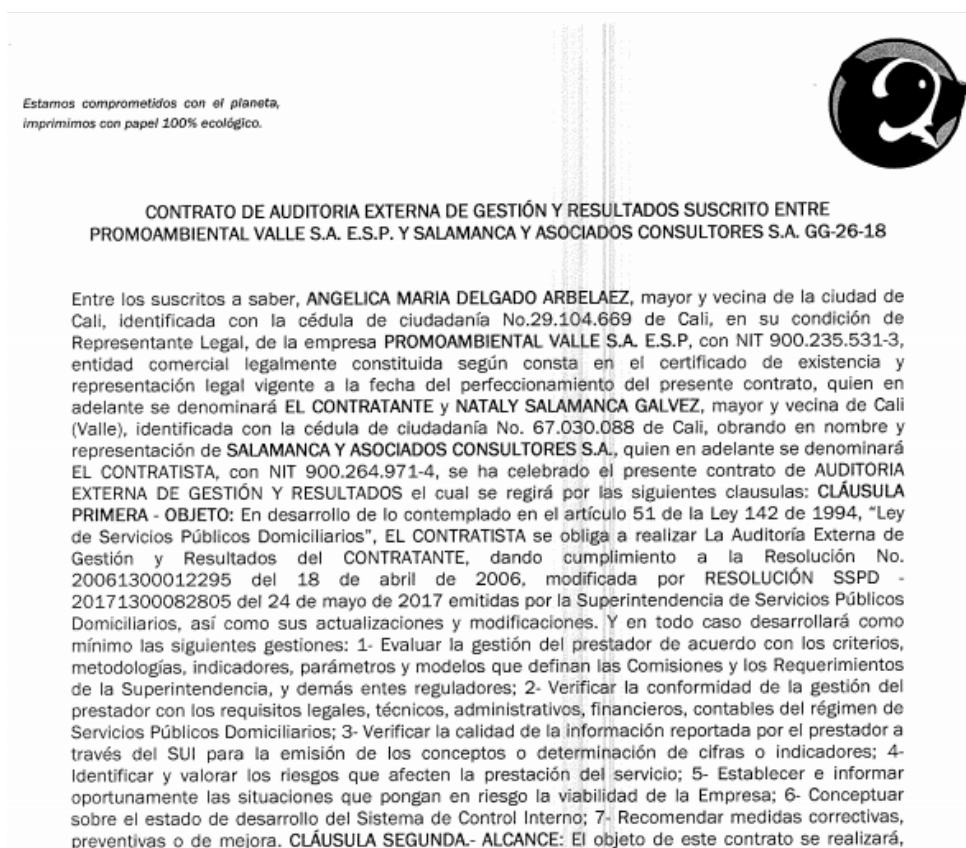 Estamos comprometidos con el planeta,
imprimimos con papel 100% ecológico.
CONTRATO DE AUDITORIA EXTERNA DE GESTIÓN Y RESULTADOS SUSCRITO ENTRE
PROMOAMBIENTAL VALLE S.A. E.S.P. Y SALAMANCA Y ASOCIADOS CONSULTORES S.A. GG-26-18
Entre los suscritos a saber, ANGELICA MARIA DELGADO ARBELAEZ, mayor y vecina de la ciudad de
Cali, identificada con la cédula de ciudadanía No.29.104.669 de Cali, en su condición de
Representante Legal, de la empresa PROMOAMBIENTAL VALLE S.A. E.S.P, con NIT 900.235.531-3,
entidad comercial legalmente constituida según consta en el certificado de existencia y
representación legal vigente a la fecha del perfeccionamiento del presente contrato, quien en
adelante se denominará EL CONTRATANTE y NATALY SALAMANCA GALVEZ, mayor y vecina de Cali
(Valle), identificada con la cédula de ciudadanía No. 67.030.088 de Cali, obrando en nombre y
representación de SALAMANCA Y ASOCIADOS CONSULTORES S.A., quien en adelante se denominará
EL CONTRATISTA, con NIT 900.264.971-4, se ha celebrado el presente contrato de AUDITORIA
EXTERNA DE GESTIÓN Y RESULTADOS el cual se regirá por las siguientes clausulas: CLÁUSULA
PRIMERA - OBJETO: En desarrollo de lo contemplado en el artículo 51 de la Ley 142 de 1994, "Ley
de Servicios Públicos Domiciliarios", EL CONTRATISTA se obliga a realizar La Auditoría Externa de
Gestión y Resultados del CONTRATANTE, dando cumplimiento a la Resolución No.
20061300012295 del 18 de abril de 2006, modificada por RESOLUCIÓN SSPD -
20171300082805 del 24 de mayo de 2017 emitidas por la Superintendencia de Servicios Públicos
Domiciliarios, así como sus actualizaciones y modificaciones. Y en todo caso desarrollará como
mínimo las siguientes gestiones: 1- Evaluar la gestión del prestador de acuerdo con los criterios,
metodologías, indicadores, parámetros y modelos que definan las Comisiones y los Requerimientos
de la Superintendencia, y demás entes reguladores; 2- Verificar la conformidad de la gestión del
prestador con los requisitos legales, técnicos, administrativos, financieros, contables del régimen de
Servicios Públicos Domiciliarios; 3- Verificar la calidad de la información reportada por el prestador a
través del SUI para la emisión de los conceptos o determinación de cifras o indicadores; 4-
Identificar y valorar los riesgos que afecten la prestación del servicio; 5- Establecer e informar
oportunamente las situaciones que pongan en riesgo la viabilidad de la Empresa; 6- Conceptuar
sobre el estado de desarrollo del Sistema de Control Interno; 7- Recomendar medidas correctivas,
preventivas o de mejora. CLÁUSULA SEGUNDA.- ALCANCE: El objeto de este contrato se realizará,